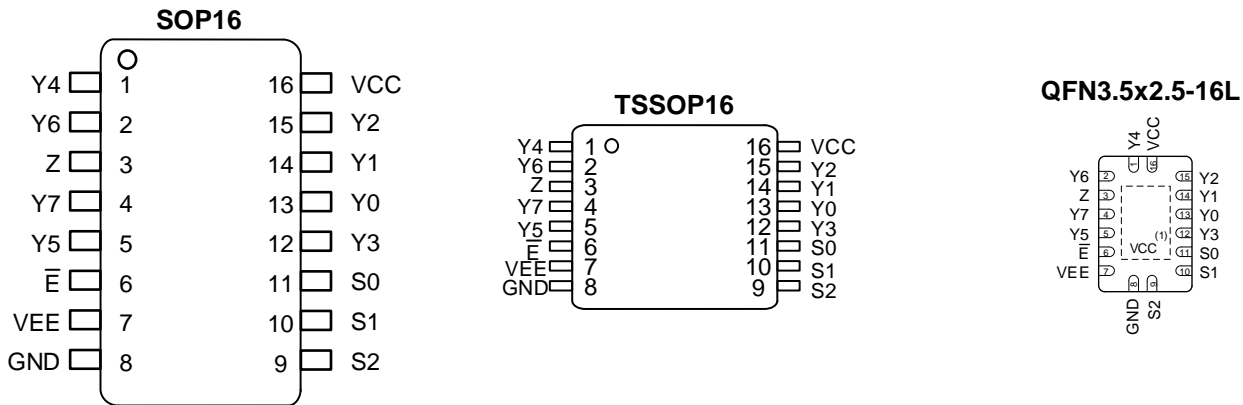 SOP16
Y4 1 16 VCC
Y6 2 15 Y2
Z 3 14 Y1
Y7 4 13 Y0
Y5 5 12 Y3
E̅ 6 11 S0
VEE 7 10 S1
GND 8 9 S2
TSSOP16
Y4 1 16 VCC
Y6 2 15 Y2
Z 3 14 Y1
Y7 4 13 Y0
Y5 5 12 Y3
E̅ 6 11 S0
VEE 7 10 S1
GND 8 9 S2
QFN3.5x2.5-16L
Y4 VCC
1 16
Y6 2 15 Y2
Z 3 14 Y1
Y7 4 13 Y0
Y5 5 (1) 12 Y3
E̅ 6 VCC 11 S0
VEE 7 10 S1
8 9
GND S2